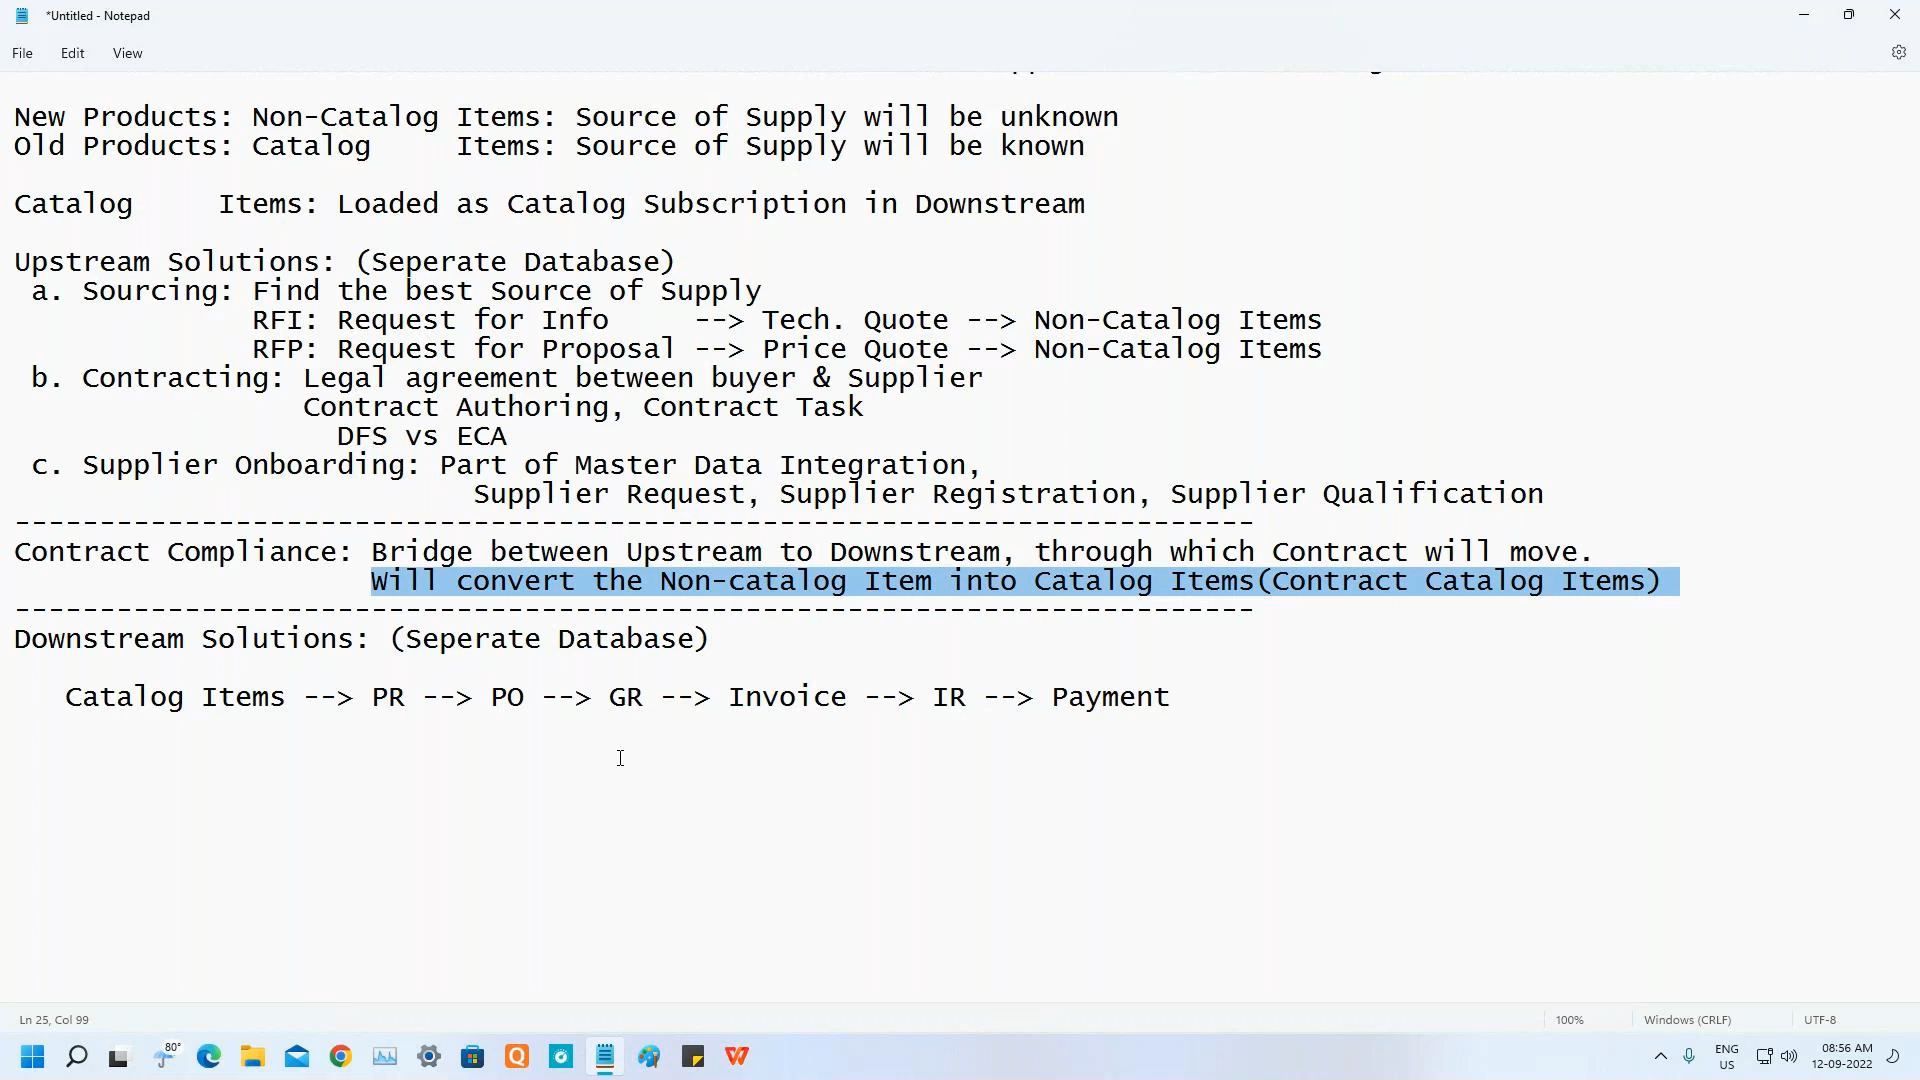 *Untitled - Notepad
File Edit View
New Products: Non-Catalog Items: Source of Supply will be unknown
Old Products: Catalog     Items: Source of Supply will be known
Catalog     Items: Loaded as Catalog Subscription in Downstream
Upstream Solutions: (Seperate Database)
 a. Sourcing: Find the best Source of Supply
              RFI: Request for Info     --> Tech. Quote --> Non-Catalog Items
              RFP: Request for Proposal --> Price Quote --> Non-Catalog Items
 b. Contracting: Legal agreement between buyer & Supplier
                 Contract Authoring, Contract Task
                   DFS vs ECA
 c. Supplier Onboarding: Part of Master Data Integration,
                           Supplier Request, Supplier Registration, Supplier Qualification
-------------------------------------------------------------------------
Contract Compliance: Bridge between Upstream to Downstream, through which Contract will move.
                     Will convert the Non-catalog Item into Catalog Items(Contract Catalog Items)
-------------------------------------------------------------------------
Downstream Solutions: (Seperate Database)
   Catalog Items --> PR --> PO --> GR --> Invoice --> IR --> Payment
Ln 25, Col 99 100% Windows (CRLF) UTF-8
80°
ENG
US
08:56 AM
12-09-2022